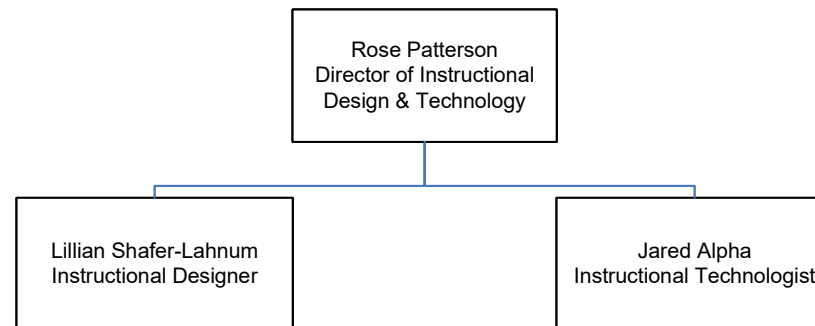 Rose Patterson
Director of Instructional
Design & Technology
Lillian Shafer-Lahnum
Instructional Designer
Jared Alpha
Instructional Technologist